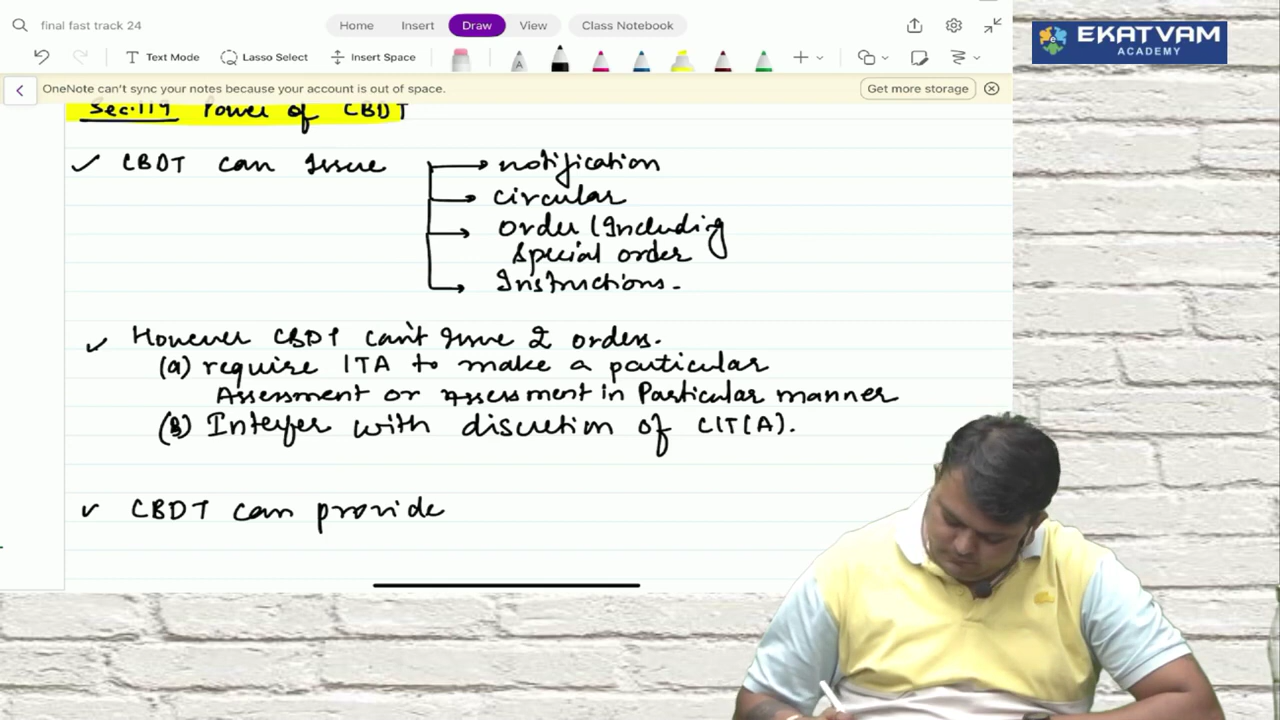 final fast track 24
Home Insert Draw View Class Notebook
EKATVAM
ACADEMY
Text Mode Lasso Select Insert Space
OneNote can't sync your notes because your account is out of space.
Get more storage
Sec.119 Power of CBDT
CBDT can Issue
notification
circular
Order (Including
Special order
Instructions.
However CBDT can't Issue 2 orders.
(a) require ITA to make a particular
Assessment or Assessment in Particular manner
(b) Interfer with discretion of CIT(A).
CBDT can provide